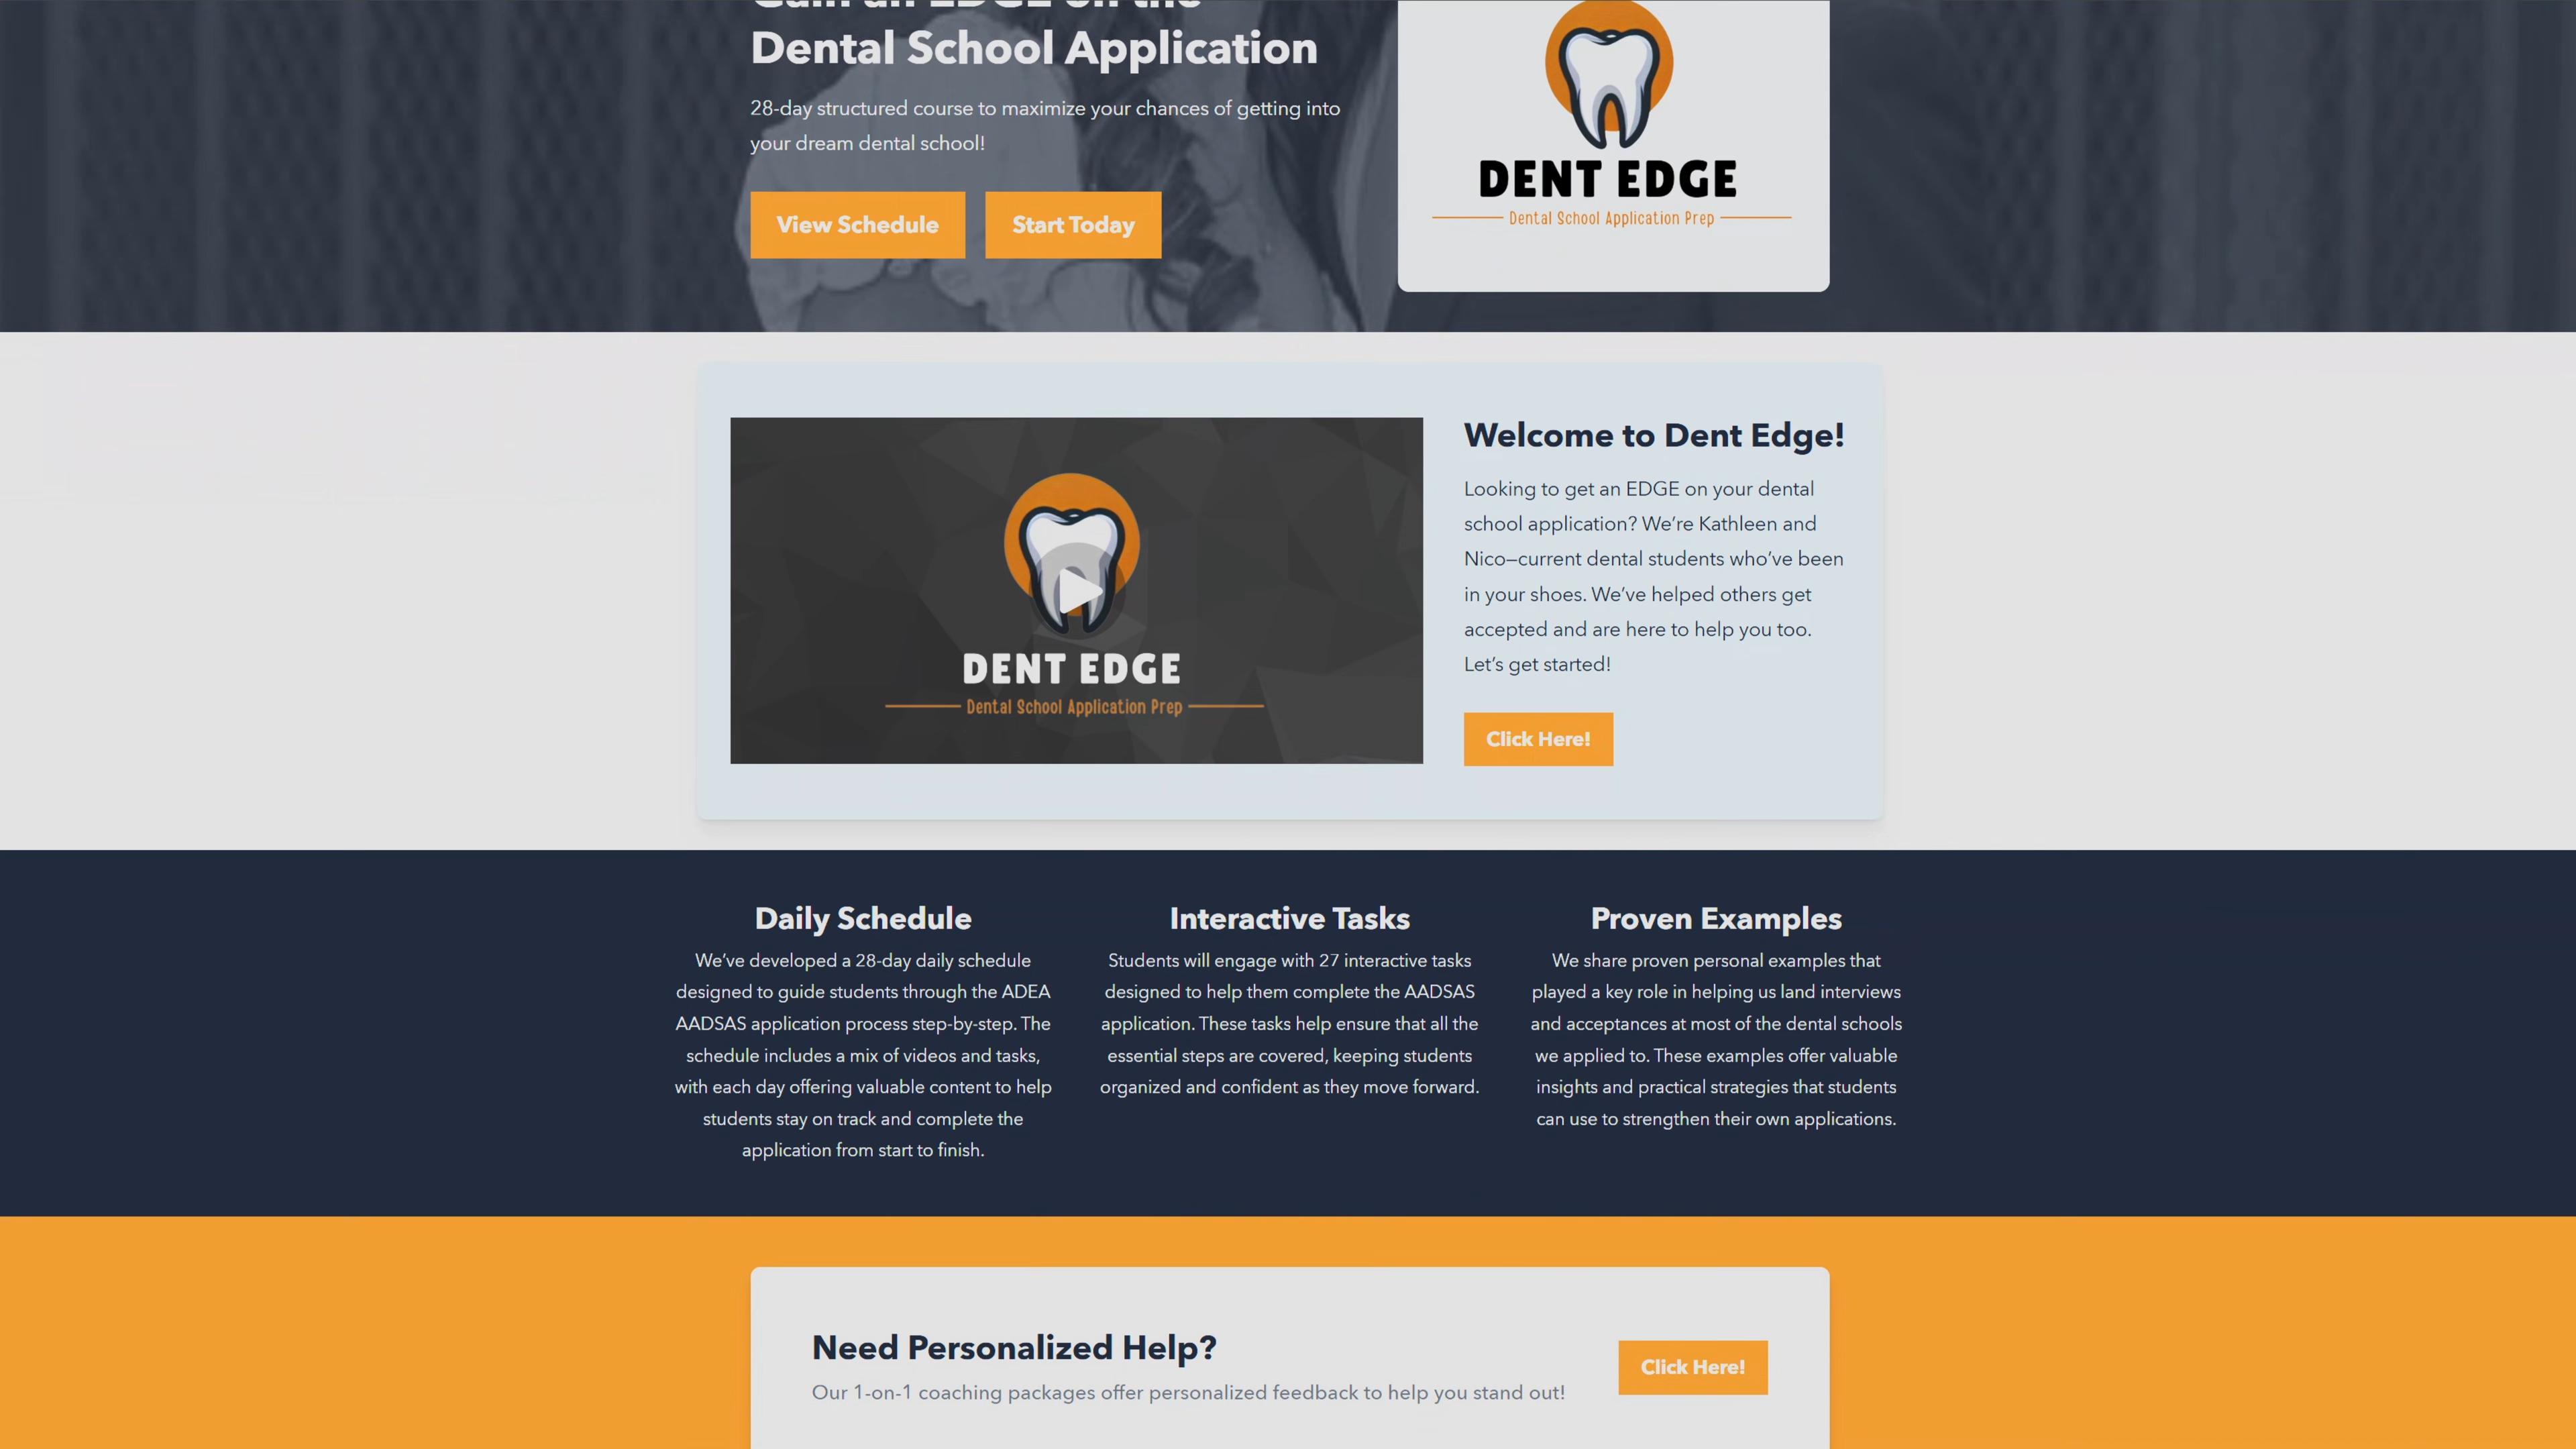 Gain an EDGE on the
Dental School Application
28-day structured course to maximize your chances of getting into
your dream dental school!
View Schedule
Start Today
DENT EDGE
Dental School Application Prep
DENT EDGE
Dental School Application Prep
Welcome to Dent Edge!
Looking to get an EDGE on your dental
school application? We’re Kathleen and
Nico—current dental students who’ve been
in your shoes. We’ve helped others get
accepted and are here to help you too.
Let’s get started!
Click Here!
Daily Schedule
We’ve developed a 28-day daily schedule
designed to guide students through the ADEA
AADSAS application process step-by-step. The
schedule includes a mix of videos and tasks,
with each day offering valuable content to help
students stay on track and complete the
application from start to finish.
Interactive Tasks
Students will engage with 27 interactive tasks
designed to help them complete the AADSAS
application. These tasks help ensure that all the
essential steps are covered, keeping students
organized and confident as they move forward.
Proven Examples
We share proven personal examples that
played a key role in helping us land interviews
and acceptances at most of the dental schools
we applied to. These examples offer valuable
insights and practical strategies that students
can use to strengthen their own applications.
Need Personalized Help?
Our 1-on-1 coaching packages offer personalized feedback to help you stand out!
Click Here!